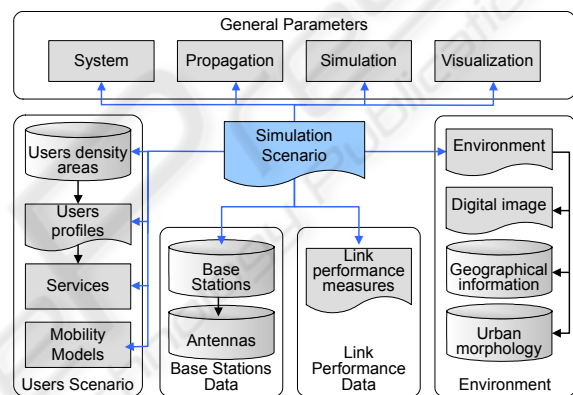 General Parameters
System
Propagation
Simulation
Visualization
Simulation
Scenario
Users density
areas
Users
profiles
Services
Mobility
Models
Users Scenario
Base
Stations
Antennas
Base Stations
Data
Link
performance
measures
Link
Performance
Data
Environment
Digital image
Geographical
information
Urban
morphology
Environment